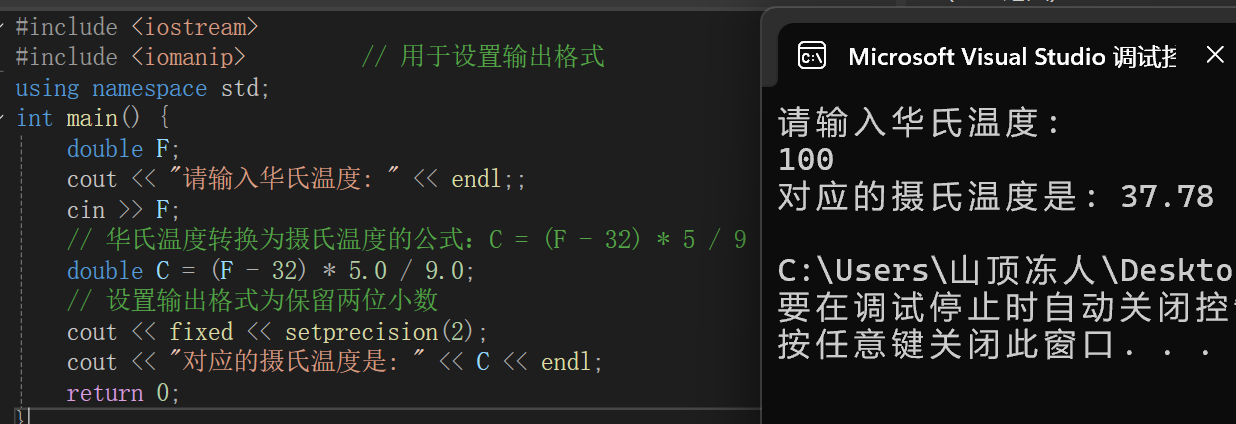 #include <iostream>
#include <iomanip>          // 用于设置输出格式
using namespace std;
int main() {
    double F;
    cout << "请输入华氏温度: " << endl;;
    cin >> F;
    // 华氏温度转换为摄氏温度的公式：C = (F - 32) * 5 / 9
    double C = (F - 32) * 5.0 / 9.0;
    // 设置输出格式为保留两位小数
    cout << fixed << setprecision(2);
    cout << "对应的摄氏温度是: " << C << endl;
    return 0;
}
Microsoft Visual Studio 调试
请输入华氏温度:
100
对应的摄氏温度是: 37.78
C:\Users\山顶冻人\Deskto
要在调试停止时自动关闭控
按任意键关闭此窗口. . .